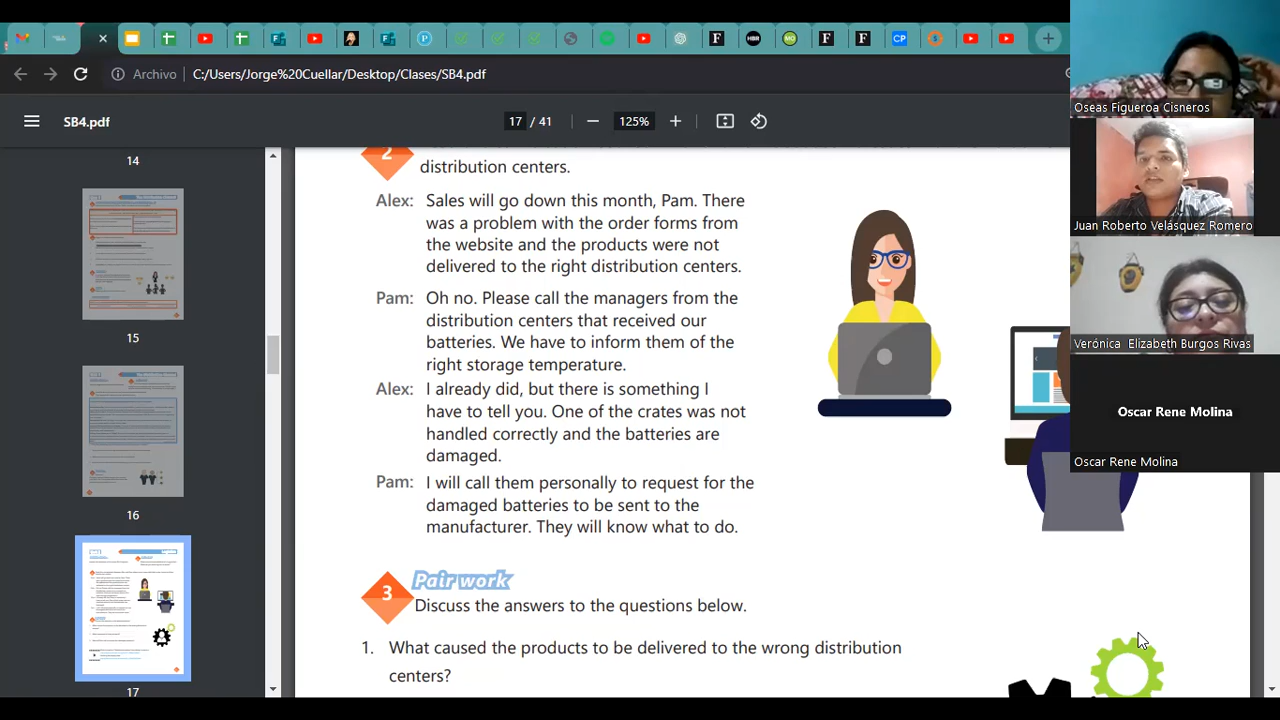 Archivo
C:/Users/Jorge%20Cuellar/Desktop/Clases/SB4.pdf
SB4.pdf
17 / 41
125%
14
15
16
17
2
distribution centers.
Alex: Sales will go down this month, Pam. There
was a problem with the order forms from
the website and the products were not
delivered to the right distribution centers.
Pam: Oh no. Please call the managers from the
distribution centers that received our
batteries. We have to inform them of the
right storage temperature.
Alex: I already did, but there is something I
have to tell you. One of the crates was not
handled correctly and the batteries are
damaged.
Pam: I will call them personally to request for the
damaged batteries to be sent to the
manufacturer. They will know what to do.
3 Pair work
Discuss the answers to the questions below.
1. What caused the products to be delivered to the wrong distribution
centers?
Oseas Figueroa Cisneros
Juan Roberto Velásquez Romero
Verónica Elizabeth Burgos Rivas
Oscar Rene Molina
Oscar Rene Molina